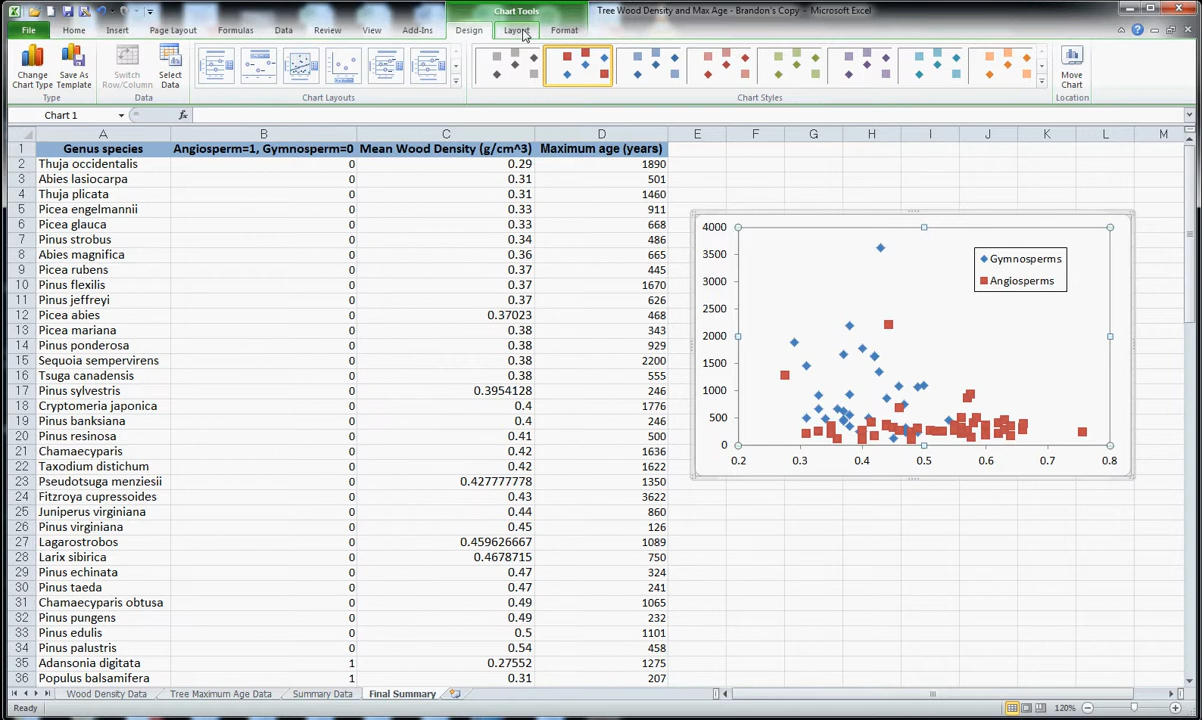 Chart Tools
Tree Wood Density and Max Age - Brandon's Copy - Microsoft Excel
File Home Insert Page Layout Formulas Data Review View Add-Ins Design Layout Format
Change Chart Type
Save As Template
Switch Row/Column
Select Data
Move Chart
Type Data Chart Layouts Chart Styles Location
Chart 1 fx
A B C D E F G H I J K L M
1 Genus species Angiosperm=1, Gymnosperm=0 Mean Wood Density (g/cm^3) Maximum age (years)
2 Thuja occidentalis 0 0.29 1890
3 Abies lasiocarpa 0 0.31 501
4 Thuja plicata 0 0.31 1460
5 Picea engelmannii 0 0.33 911
6 Picea glauca 0 0.33 668
7 Pinus strobus 0 0.34 486
8 Abies magnifica 0 0.36 665
9 Picea rubens 0 0.37 445
10 Pinus flexilis 0 0.37 1670
11 Pinus jeffreyi 0 0.37 626
12 Picea abies 0 0.37023 468
13 Picea mariana 0 0.38 343
14 Pinus ponderosa 0 0.38 929
15 Sequoia sempervirens 0 0.38 2200
16 Tsuga canadensis 0 0.38 555
17 Pinus sylvestris 0 0.3954128 246
18 Cryptomeria japonica 0 0.4 1776
19 Pinus banksiana 0 0.4 246
20 Pinus resinosa 0 0.41 500
21 Chamaecyparis 0 0.42 1636
22 Taxodium distichum 0 0.42 1622
23 Pseudotsuga menziesii 0 0.427777778 1350
24 Fitzroya cupressoides 0 0.43 3622
25 Juniperus virginiana 0 0.44 860
26 Pinus virginiana 0 0.45 126
27 Lagarostrobos 0 0.459626667 1089
28 Larix sibirica 0 0.4678715 750
29 Pinus echinata 0 0.47 324
30 Pinus taeda 0 0.47 241
31 Chamaecyparis obtusa 0 0.49 1065
32 Pinus pungens 0 0.49 232
33 Pinus edulis 0 0.5 1101
34 Pinus palustris 0 0.54 458
35 Adansonia digitata 1 0.27552 1275
36 Populus balsamifera 1 0.31 207
4000
3500
3000
2500
2000
1500
1000
500
0
0.2 0.3 0.4 0.5 0.6 0.7 0.8
Gymnosperms
Angiosperms
Wood Density Data Tree Maximum Age Data Summary Data Final Summary
Ready 120%